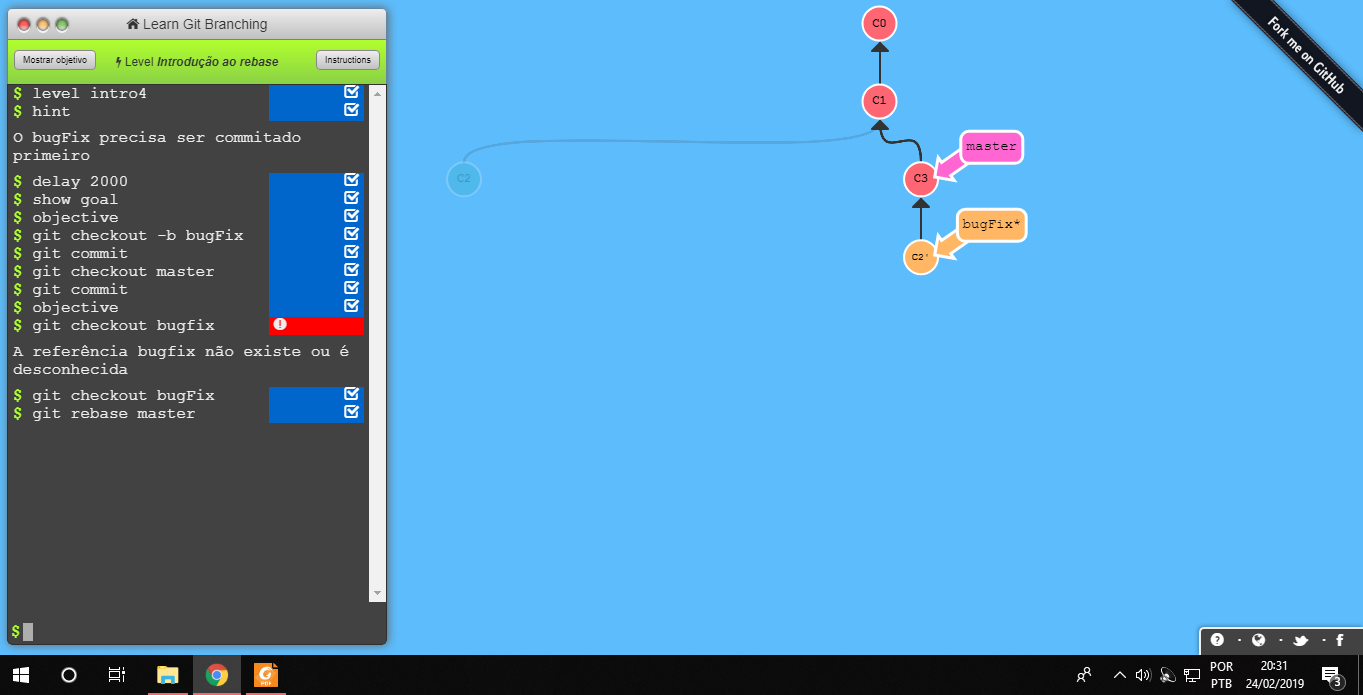 Learn Git Branching
Mostrar objetivo
Level Introdução ao rebase
Instructions
$ level intro4
$ hint
O bugFix precisa ser commitado
primeiro
$ delay 2000
$ show goal
$ objective
$ git checkout -b bugFix
$ git commit
$ git checkout master
$ git commit
$ objective
$ git checkout bugfix
A referência bugfix não existe ou é
desconhecida
$ git checkout bugFix
$ git rebase master
$
C0
C1
C2
C3
master
bugFix*
C2'
Fork me on GitHub
POR
PTB
20:31
24/02/2019
3